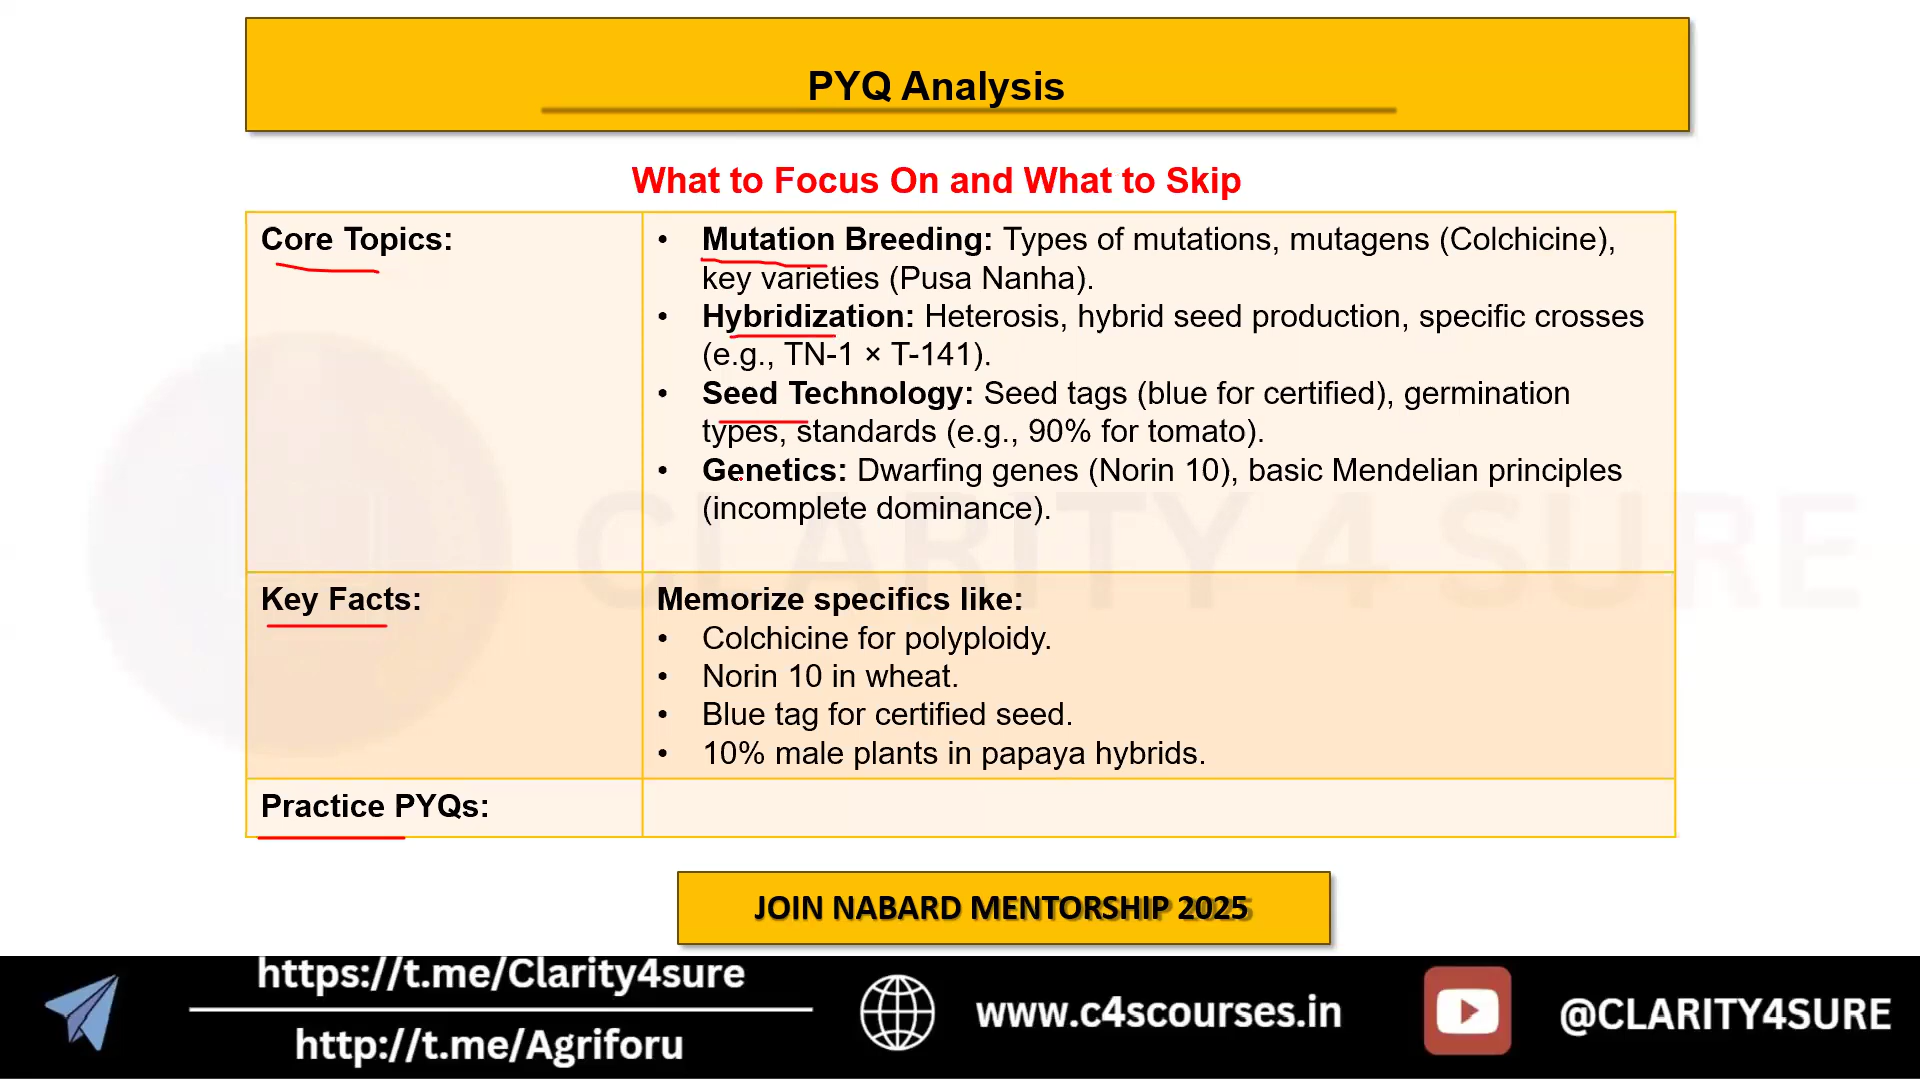 PYQ Analysis
What to Focus On and What to Skip
Core Topics:
• Mutation Breeding: Types of mutations, mutagens (Colchicine),
key varieties (Pusa Nanha).
• Hybridization: Heterosis, hybrid seed production, specific crosses
(e.g., TN-1 × T-141).
• Seed Technology: Seed tags (blue for certified), germination
types, standards (e.g., 90% for tomato).
• Genetics: Dwarfing genes (Norin 10), basic Mendelian principles
(incomplete dominance).
CLARITY 4 SURE
Key Facts:
Memorize specifics like:
• Colchicine for polyploidy.
• Norin 10 in wheat.
• Blue tag for certified seed.
• 10% male plants in papaya hybrids.
Practice PYQs:
JOIN NABARD MENTORSHIP 2025
https://t.me/Clarity4sure
http://t.me/Agriforu
www.c4scourses.in
@CLARITY4SURE